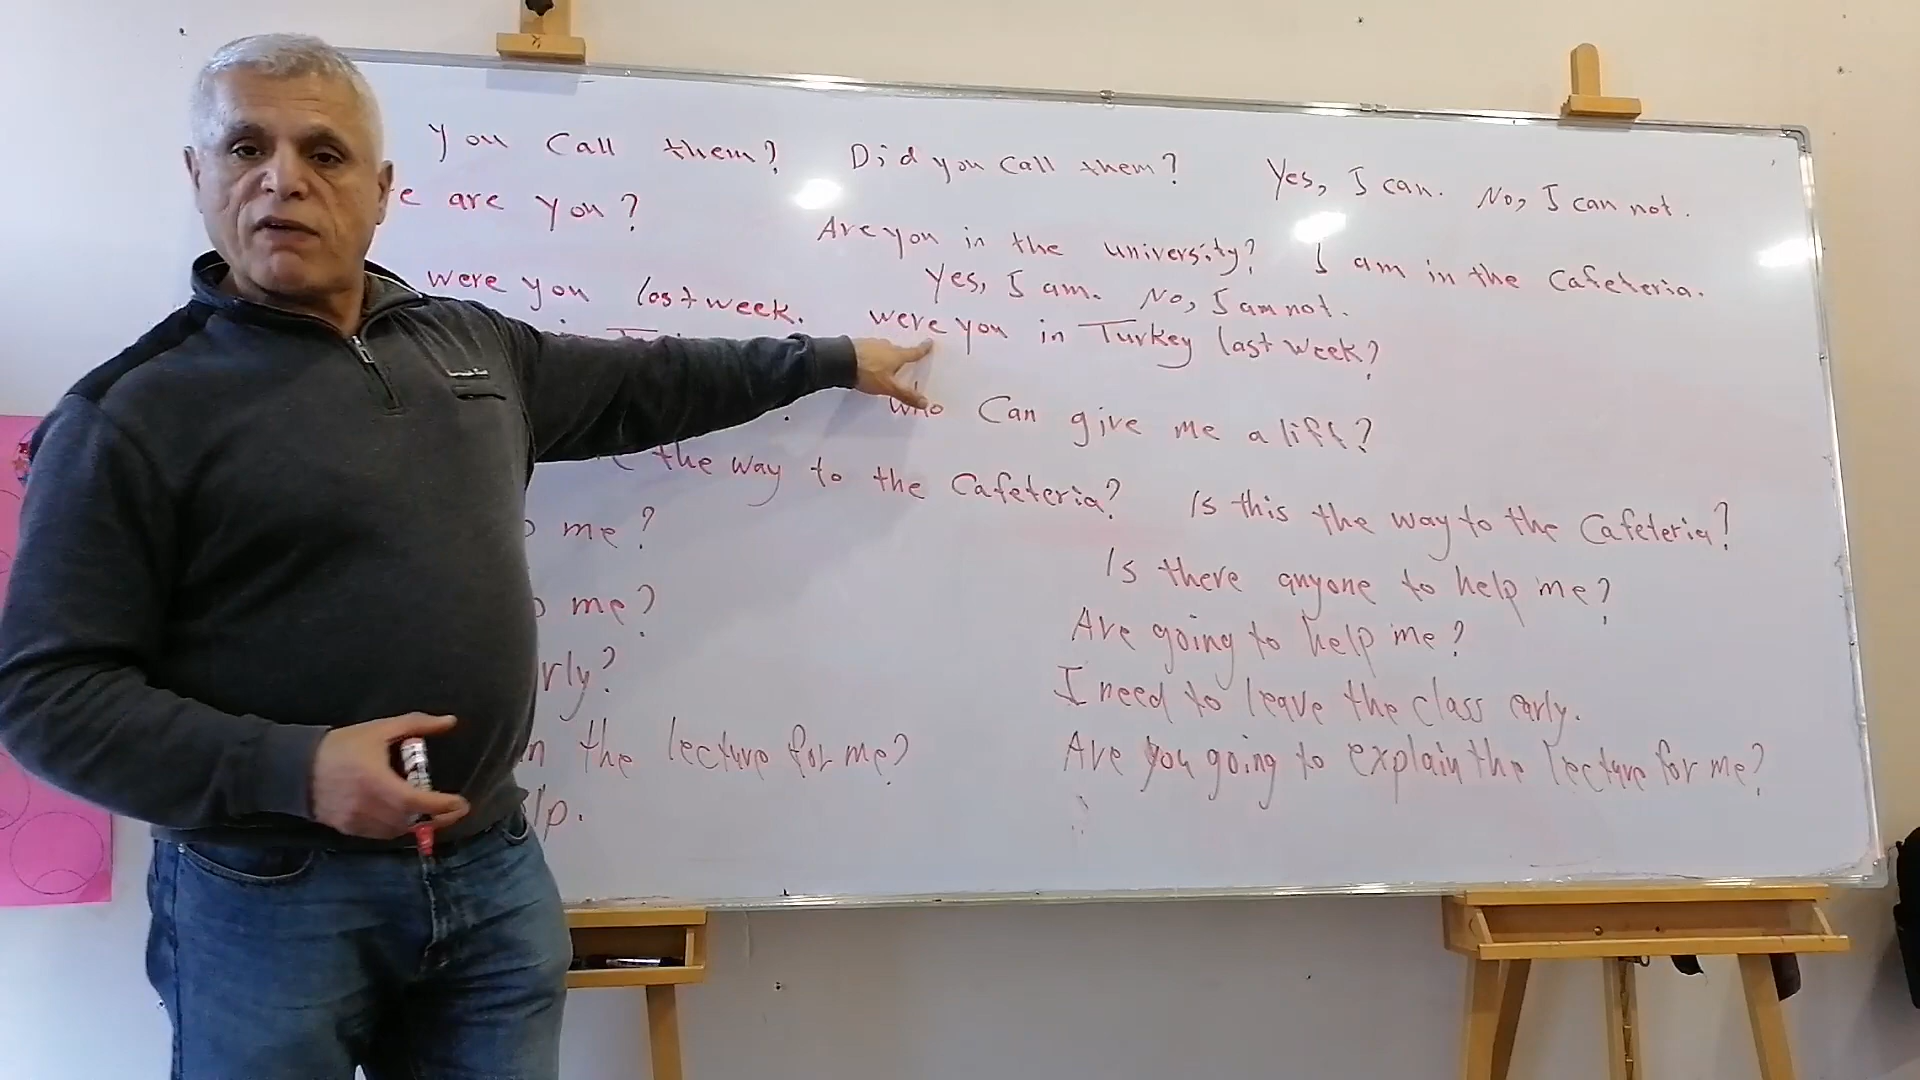 you call them? Did you call them? Yes, I can. No, I can not.
are you? Are you in the university? I am in the cafeteria.
Yes, I am. No, I am not.
were you last week. were you in Turkey last week?
who can give me a lift?
the way to the cafeteria? Is this the way to the cafeteria?
me? Is there anyone to help me?
me? Are going to help me?
I need to leave the class early.
the lecture for me? Are you going to explain the lecture for me?